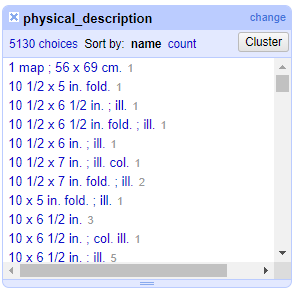 physical_description change
5130 choices Sort by: name count Cluster
1 map ; 56 x 69 cm. 1
10 1/2 x 5 in. fold. ; ill. 1
10 1/2 x 6 1/2 in. ; ill. 1
10 1/2 x 6 1/2 in. fold. ; ill. 1
10 1/2 x 6 in. ; ill. 1
10 1/2 x 7 in. ; ill. col. 1
10 1/2 x 7 in. fold. ; ill. 2
10 x 5 in. fold. ; ill. 1
10 x 6 1/2 in. 3
10 x 6 1/2 in. ; col. ill. 1
10 x 6 1/2 in. ; ill. 5